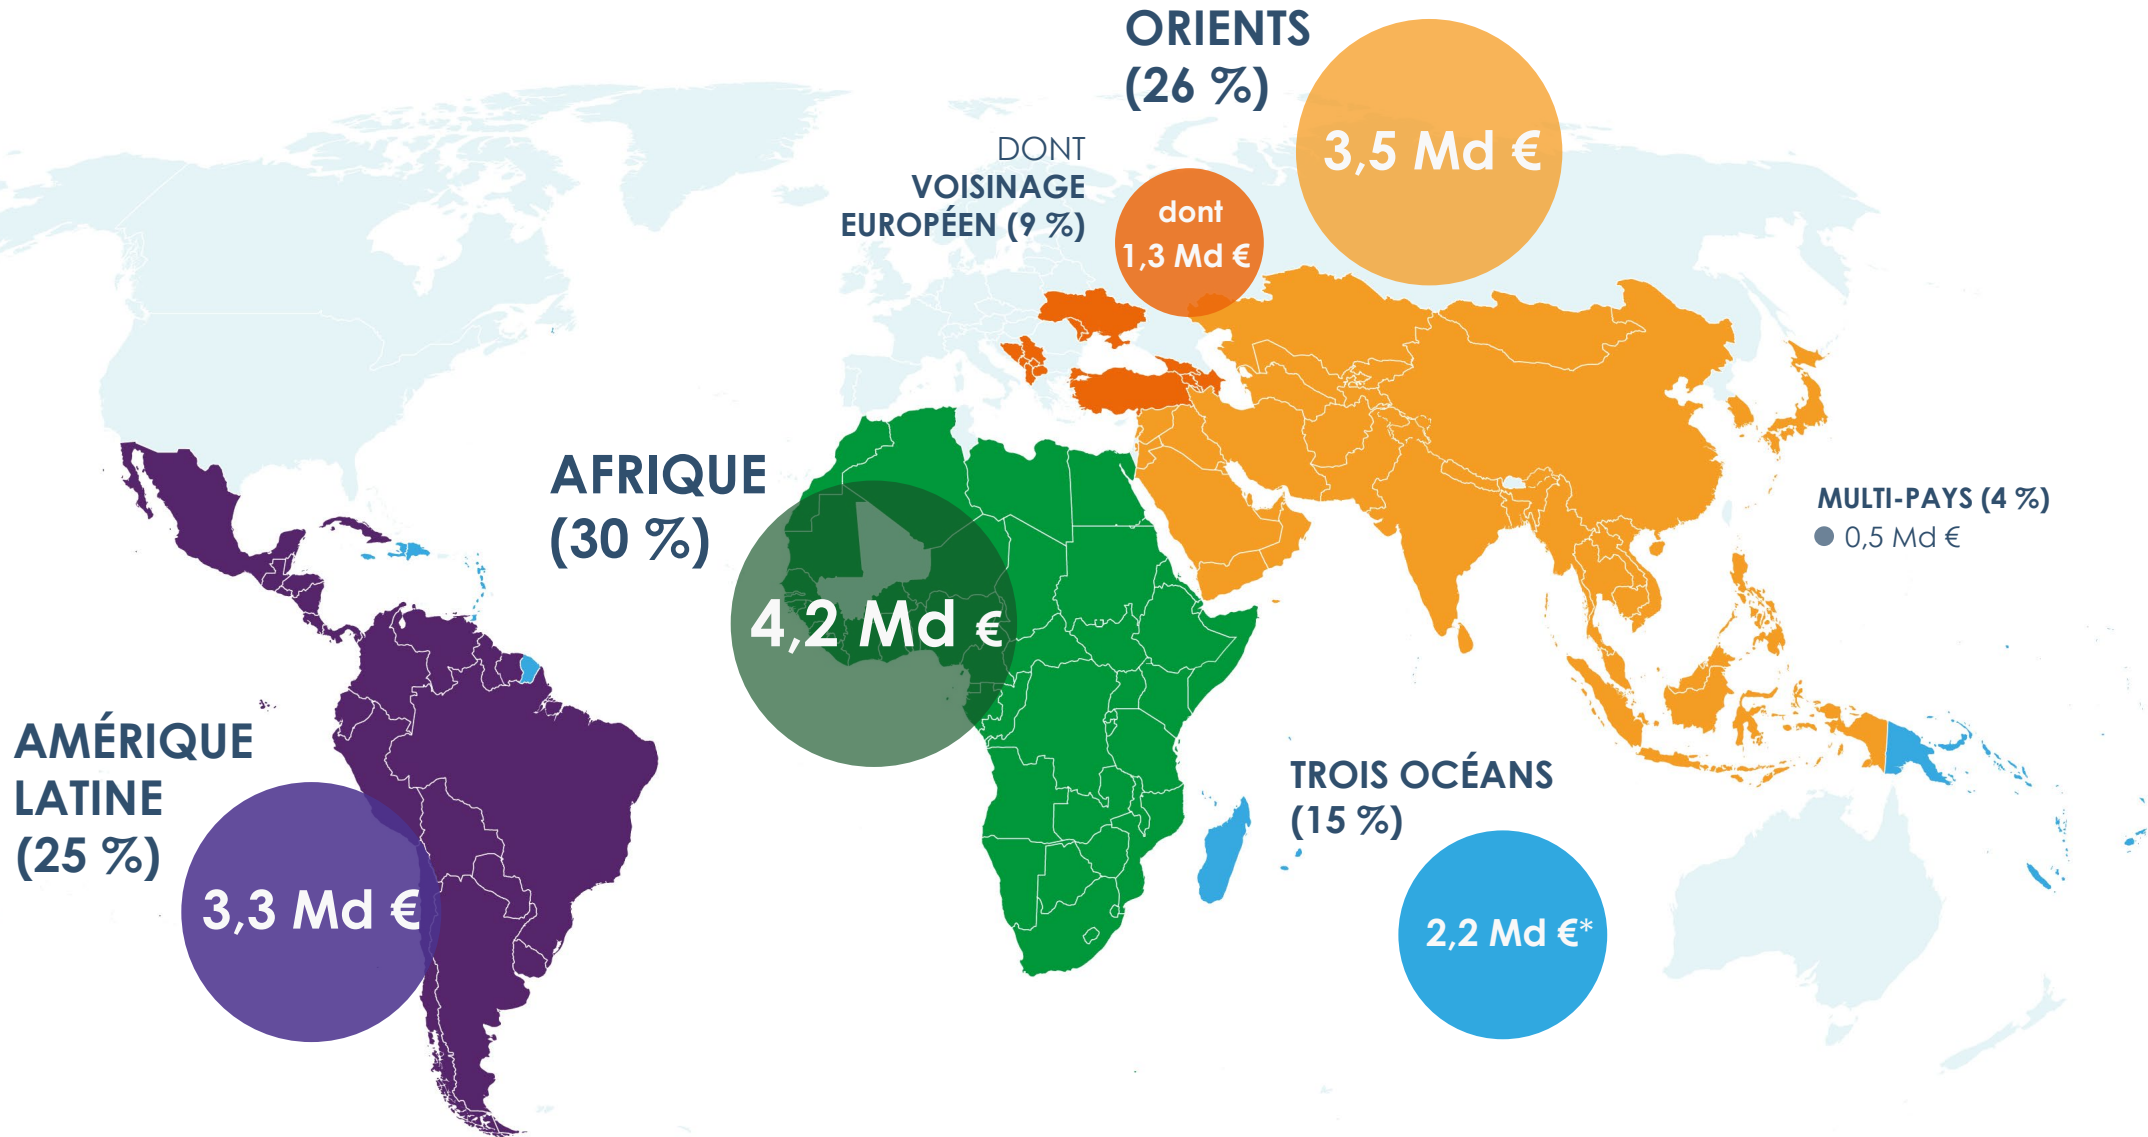 ORIENTS
(26 %)
3,5 Md €
DONT
VOISINAGE
EUROPÉEN (9 %)
dont
1,3 Md €
AFRIQUE
(30 %)
4,2 Md €
MULTI-PAYS (4 %)
0,5 Md €
AMÉRIQUE
LATINE
(25 %)
3,3 Md €
TROIS OCÉANS
(15 %)
2,2 Md €*